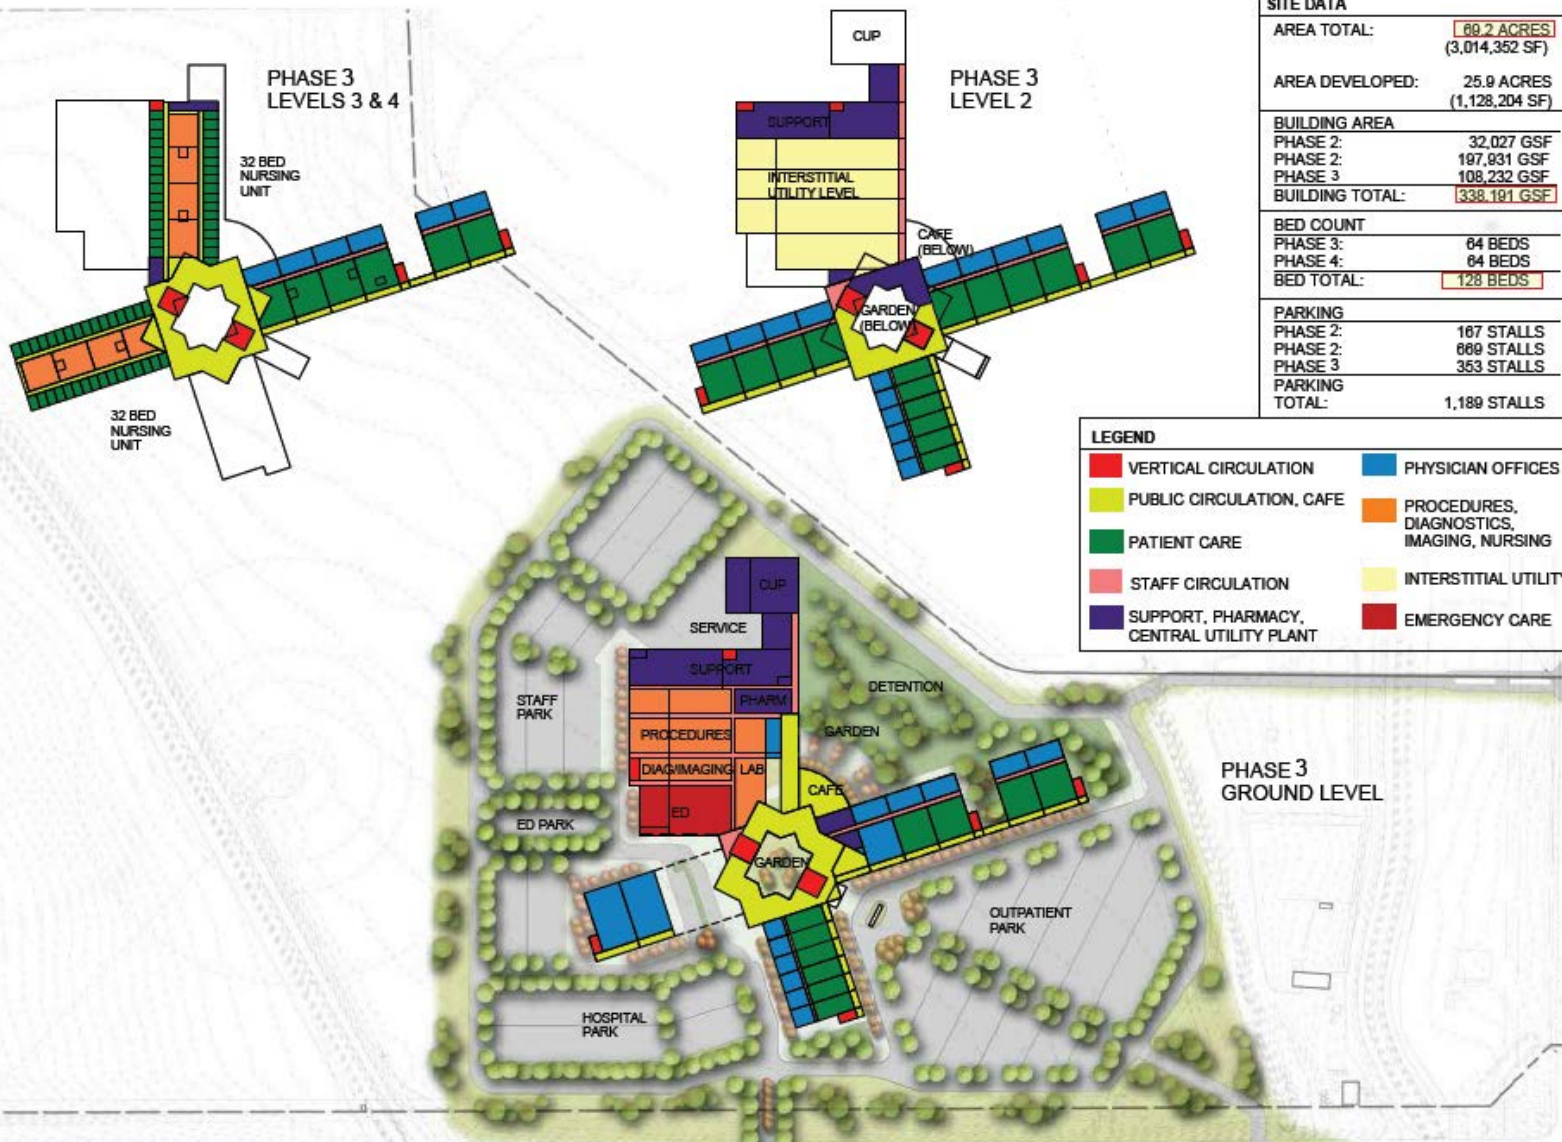 SITE DATA
AREA TOTAL: 69.2 ACRES
(3,014,352 SF)
AREA DEVELOPED: 25.9 ACRES
(1,128,204 SF)
BUILDING AREA
PHASE 2: 32,027 GSF
PHASE 2: 197,931 GSF
PHASE 3 108,232 GSF
BUILDING TOTAL: 338,191 GSF
BED COUNT
PHASE 3: 64 BEDS
PHASE 4: 64 BEDS
BED TOTAL: 128 BEDS
PARKING
PHASE 2: 167 STALLS
PHASE 2: 669 STALLS
PHASE 3 353 STALLS
PARKING
TOTAL: 1,189 STALLS
PHASE 3
LEVELS 3 & 4
32 BED
NURSING
UNIT
32 BED
NURSING
UNIT
PHASE 3
LEVEL 2
CUP
SUPPORT
INTERSTITIAL
UTILITY LEVEL
CAFE
(BELOW)
GARDEN
(BELOW)
LEGEND
VERTICAL CIRCULATION
PUBLIC CIRCULATION, CAFE
PATIENT CARE
STAFF CIRCULATION
SUPPORT, PHARMACY,
CENTRAL UTILITY PLANT
PHYSICIAN OFFICES
PROCEDURES,
DIAGNOSTICS,
IMAGING, NURSING
INTERSTITIAL UTILITY
EMERGENCY CARE
PHASE 3
GROUND LEVEL
CUP
SERVICE
SUPPORT
PHARM
STAFF
PARK
DETENTION
GARDEN
PROCEDURES
DIAG/IMAGING
LAB
CAFE
ED
ED PARK
GARDEN
OUTPATIENT
PARK
HOSPITAL
PARK